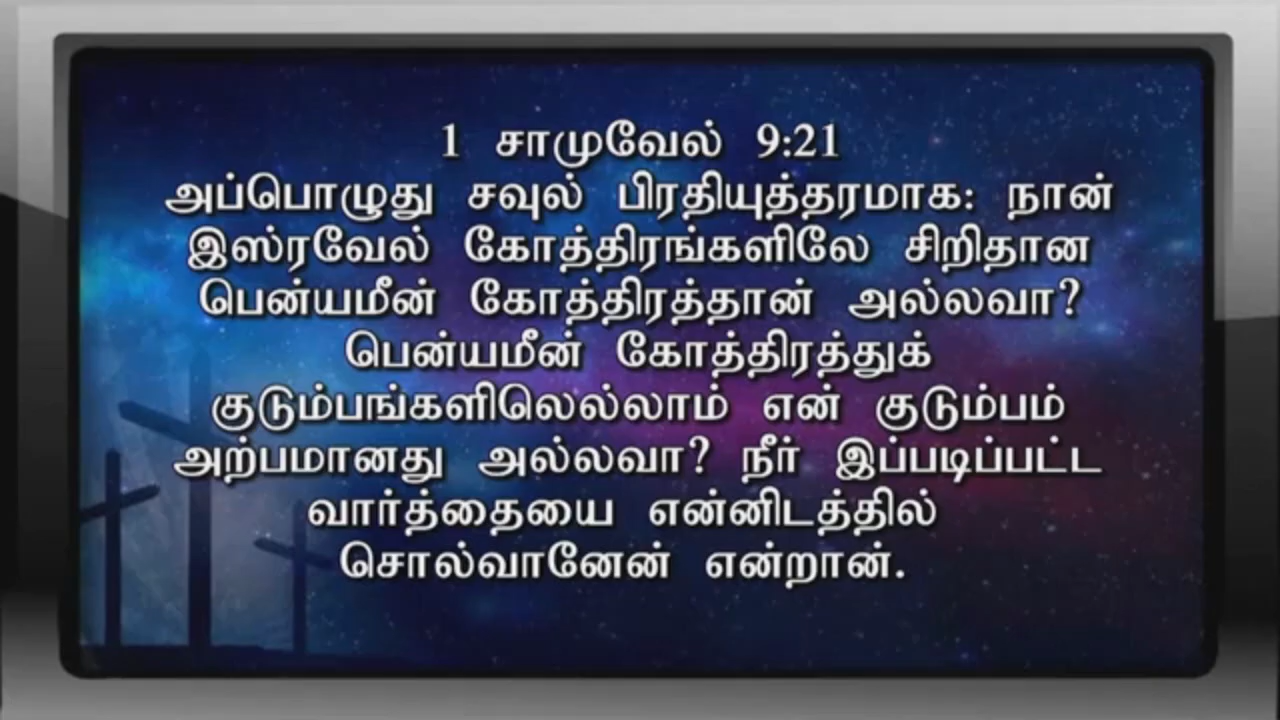 1 சாமுவேல் 9:21
அப்பொழுது சவுல் பிரதியுத்தரமாக: நான்
இஸ்ரவேல் கோத்திரங்களிலே சிறிதான
பென்யமீன் கோத்திரத்தான் அல்லவா?
பென்யமீன் கோத்திரத்துக்
குடும்பங்களிலெல்லாம் என் குடும்பம்
அற்பமானது அல்லவா? நீர் இப்படிப்பட்ட
வார்த்தையை என்னிடத்தில்
சொல்வானேன் என்றான்.